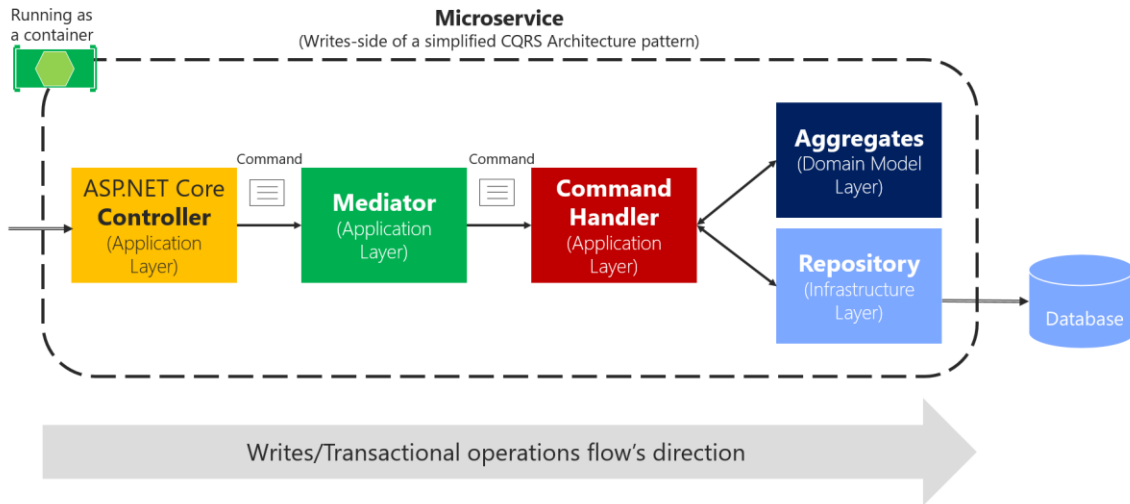 Running as
a container
Microservice
(Writes-side of a simplified CQRS Architecture pattern)
ASP.NET Core
Controller
(Application
Layer)
Command
Mediator
(Application
Layer)
Command
Command
Handler
(Application
Layer)
Aggregates
(Domain Model
Layer)
Repository
(Infrastructure
Layer)
Database
Writes/Transactional operations flow's direction